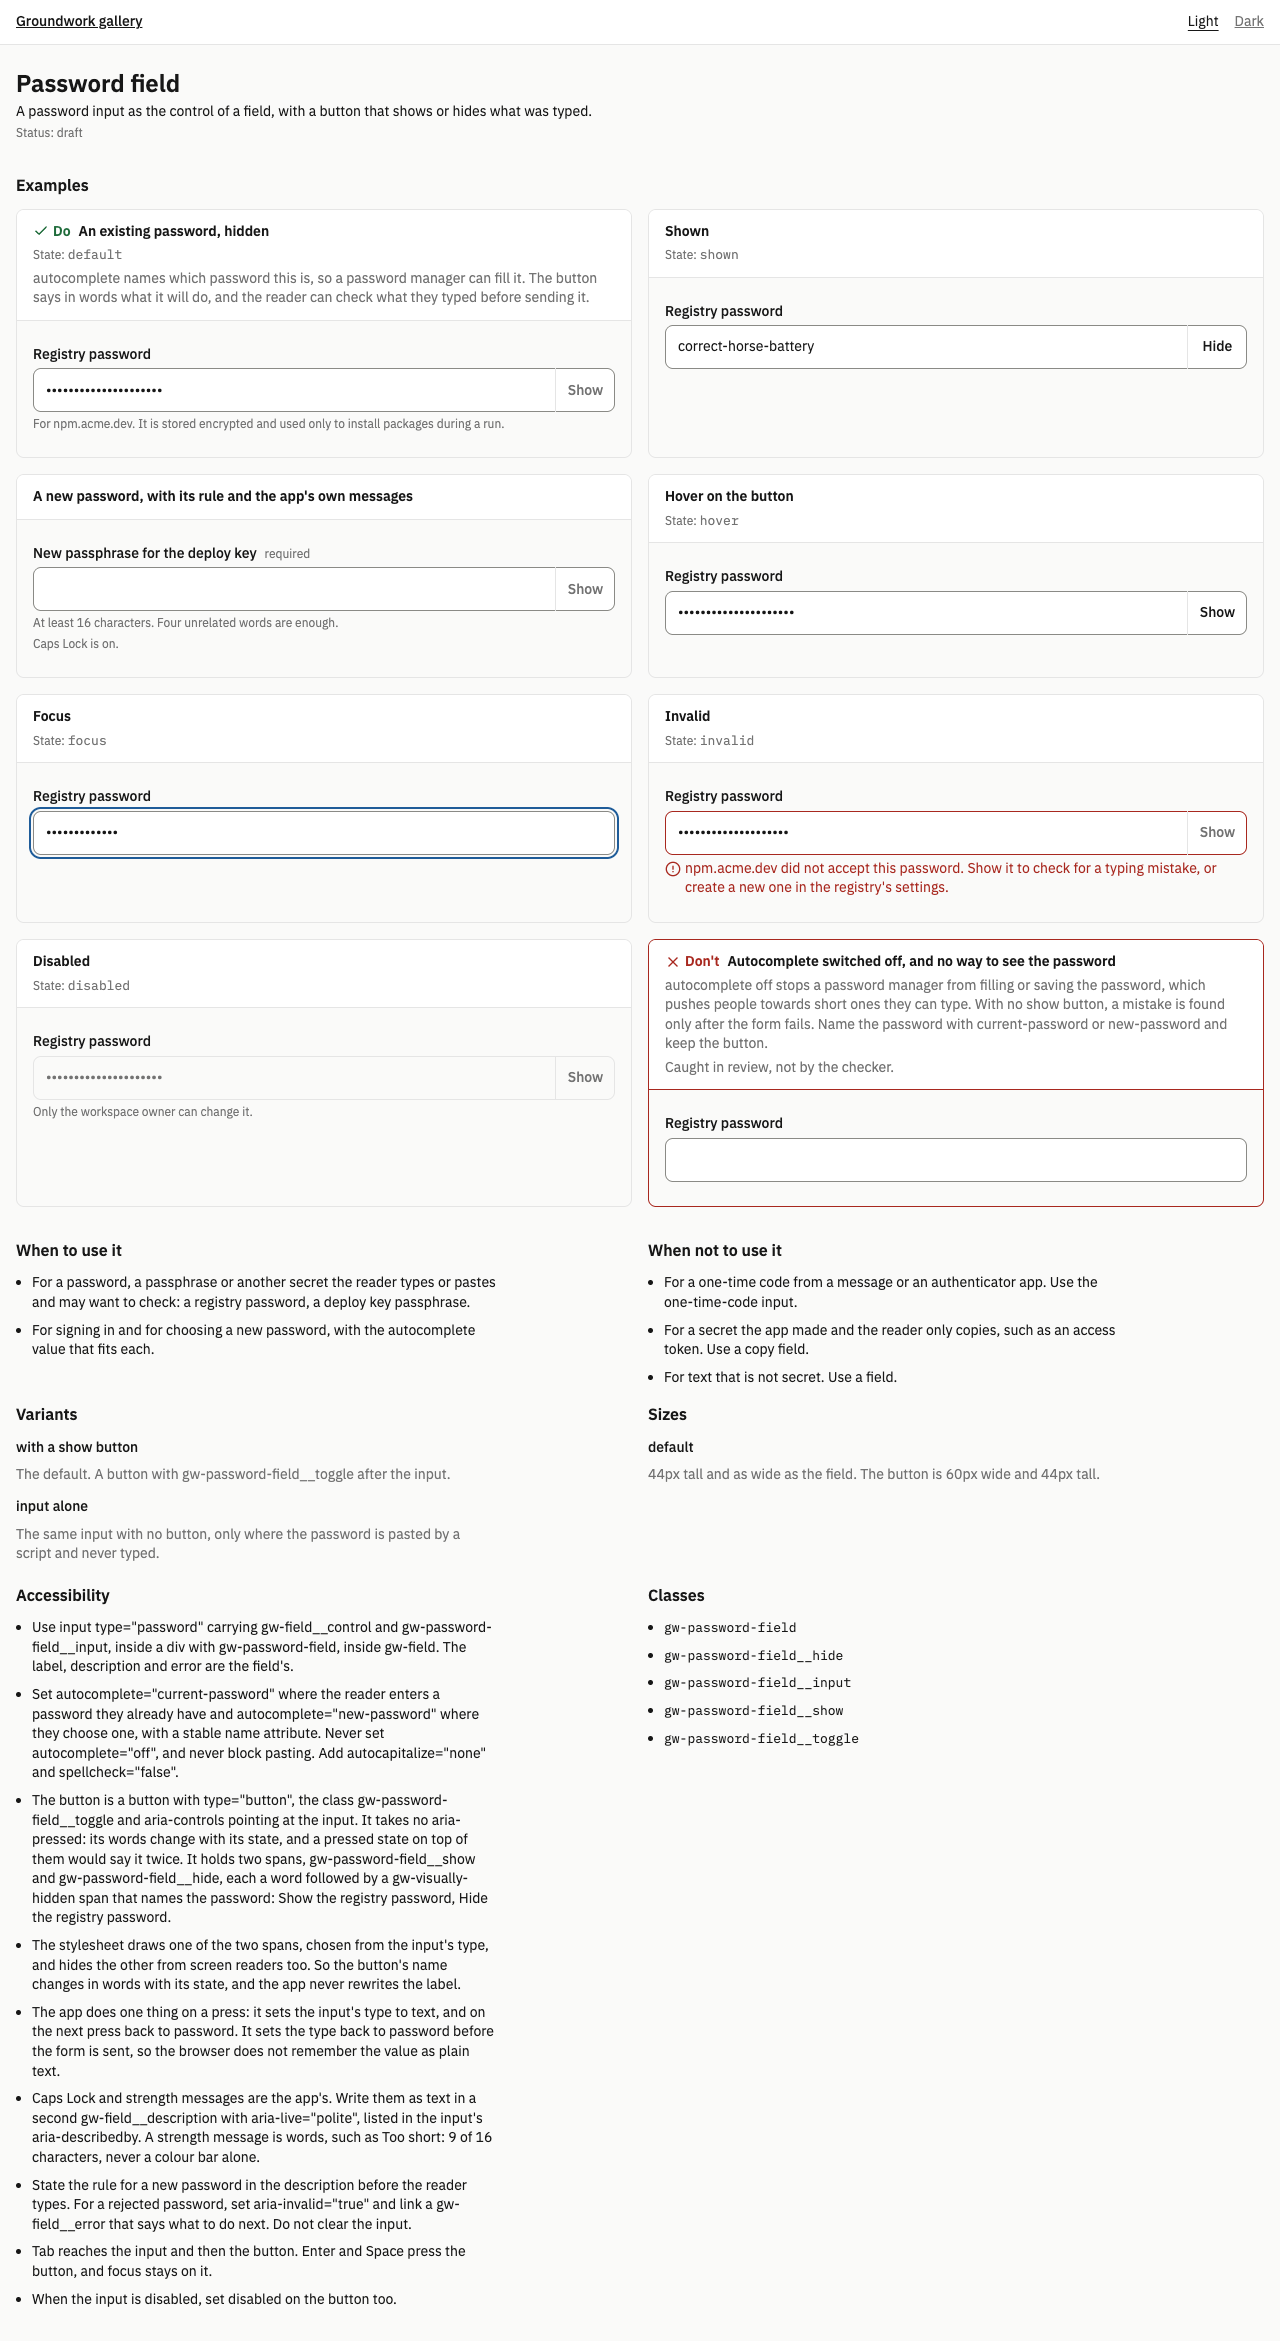 Groundwork gallery
Light Dark
Password field
A password input as the control of a field, with a button that shows or hides what was typed.
Status: draft
Examples
Do An existing password, hidden
State: default
autocomplete names which password this is, so a password manager can fill it. The button
says in words what it will do, and the reader can check what they typed before sending it.
Registry password
•••••••••••••••••••••
Show
For npm.acme.dev. It is stored encrypted and used only to install packages during a run.
Shown
State: shown
Registry password
correct-horse-battery
Hide
A new password, with its rule and the app's own messages
New passphrase for the deploy key required
Show
At least 16 characters. Four unrelated words are enough.
Caps Lock is on.
Hover on the button
State: hover
Registry password
•••••••••••••••••••••
Show
Focus
State: focus
Registry password
•••••••••••••
Invalid
State: invalid
Registry password
••••••••••••••••••••
Show
npm.acme.dev did not accept this password. Show it to check for a typing mistake, or
create a new one in the registry's settings.
Disabled
State: disabled
Registry password
•••••••••••••••••••••
Show
Only the workspace owner can change it.
Don't Autocomplete switched off, and no way to see the password
autocomplete off stops a password manager from filling or saving the password, which
pushes people towards short ones they can type. With no show button, a mistake is found
only after the form fails. Name the password with current-password or new-password and
keep the button.
Caught in review, not by the checker.
Registry password
When to use it
• For a password, a passphrase or another secret the reader types or pastes
and may want to check: a registry password, a deploy key passphrase.
• For signing in and for choosing a new password, with the autocomplete
value that fits each.
When not to use it
• For a one-time code from a message or an authenticator app. Use the
one-time-code input.
• For a secret the app made and the reader only copies, such as an access
token. Use a copy field.
• For text that is not secret. Use a field.
Variants
with a show button
The default. A button with gw-password-field__toggle after the input.
input alone
The same input with no button, only where the password is pasted by a
script and never typed.
Sizes
default
44px tall and as wide as the field. The button is 60px wide and 44px tall.
Accessibility
• Use input type="password" carrying gw-field__control and gw-password-
field__input, inside a div with gw-password-field, inside gw-field. The
label, description and error are the field's.
• Set autocomplete="current-password" where the reader enters a
password they already have and autocomplete="new-password" where
they choose one, with a stable name attribute. Never set
autocomplete="off", and never block pasting. Add autocapitalize="none"
and spellcheck="false".
• The button is a button with type="button", the class gw-password-
field__toggle and aria-controls pointing at the input. It takes no aria-
pressed: its words change with its state, and a pressed state on top of
them would say it twice. It holds two spans, gw-password-field__show
and gw-password-field__hide, each a word followed by a gw-visually-
hidden span that names the password: Show the registry password, Hide
the registry password.
• The stylesheet draws one of the two spans, chosen from the input's type,
and hides the other from screen readers too. So the button's name
changes in words with its state, and the app never rewrites the label.
• The app does one thing on a press: it sets the input's type to text, and on
the next press back to password. It sets the type back to password before
the form is sent, so the browser does not remember the value as plain
text.
• Caps Lock and strength messages are the app's. Write them as text in a
second gw-field__description with aria-live="polite", listed in the input's
aria-describedby. A strength message is words, such as Too short: 9 of 16
characters, never a colour bar alone.
• State the rule for a new password in the description before the reader
types. For a rejected password, set aria-invalid="true" and link a gw-
field__error that says what to do next. Do not clear the input.
• Tab reaches the input and then the button. Enter and Space press the
button, and focus stays on it.
• When the input is disabled, set disabled on the button too.
Classes
• gw-password-field
• gw-password-field__hide
• gw-password-field__input
• gw-password-field__show
• gw-password-field__toggle